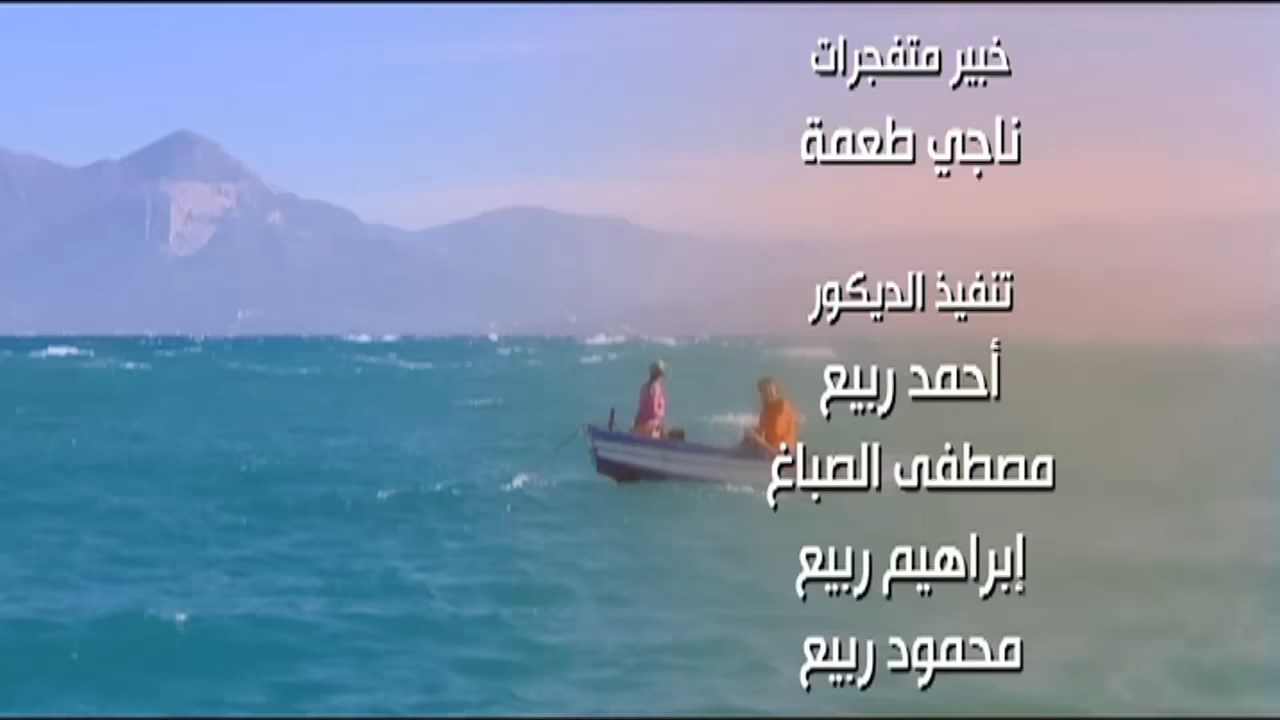 خبير متفجرات
ناجي طعمة
تنفيذ الديكور
أحمد ربيع
مصطفى الصباغ
إبراهيم ربيع
محمود ربيع